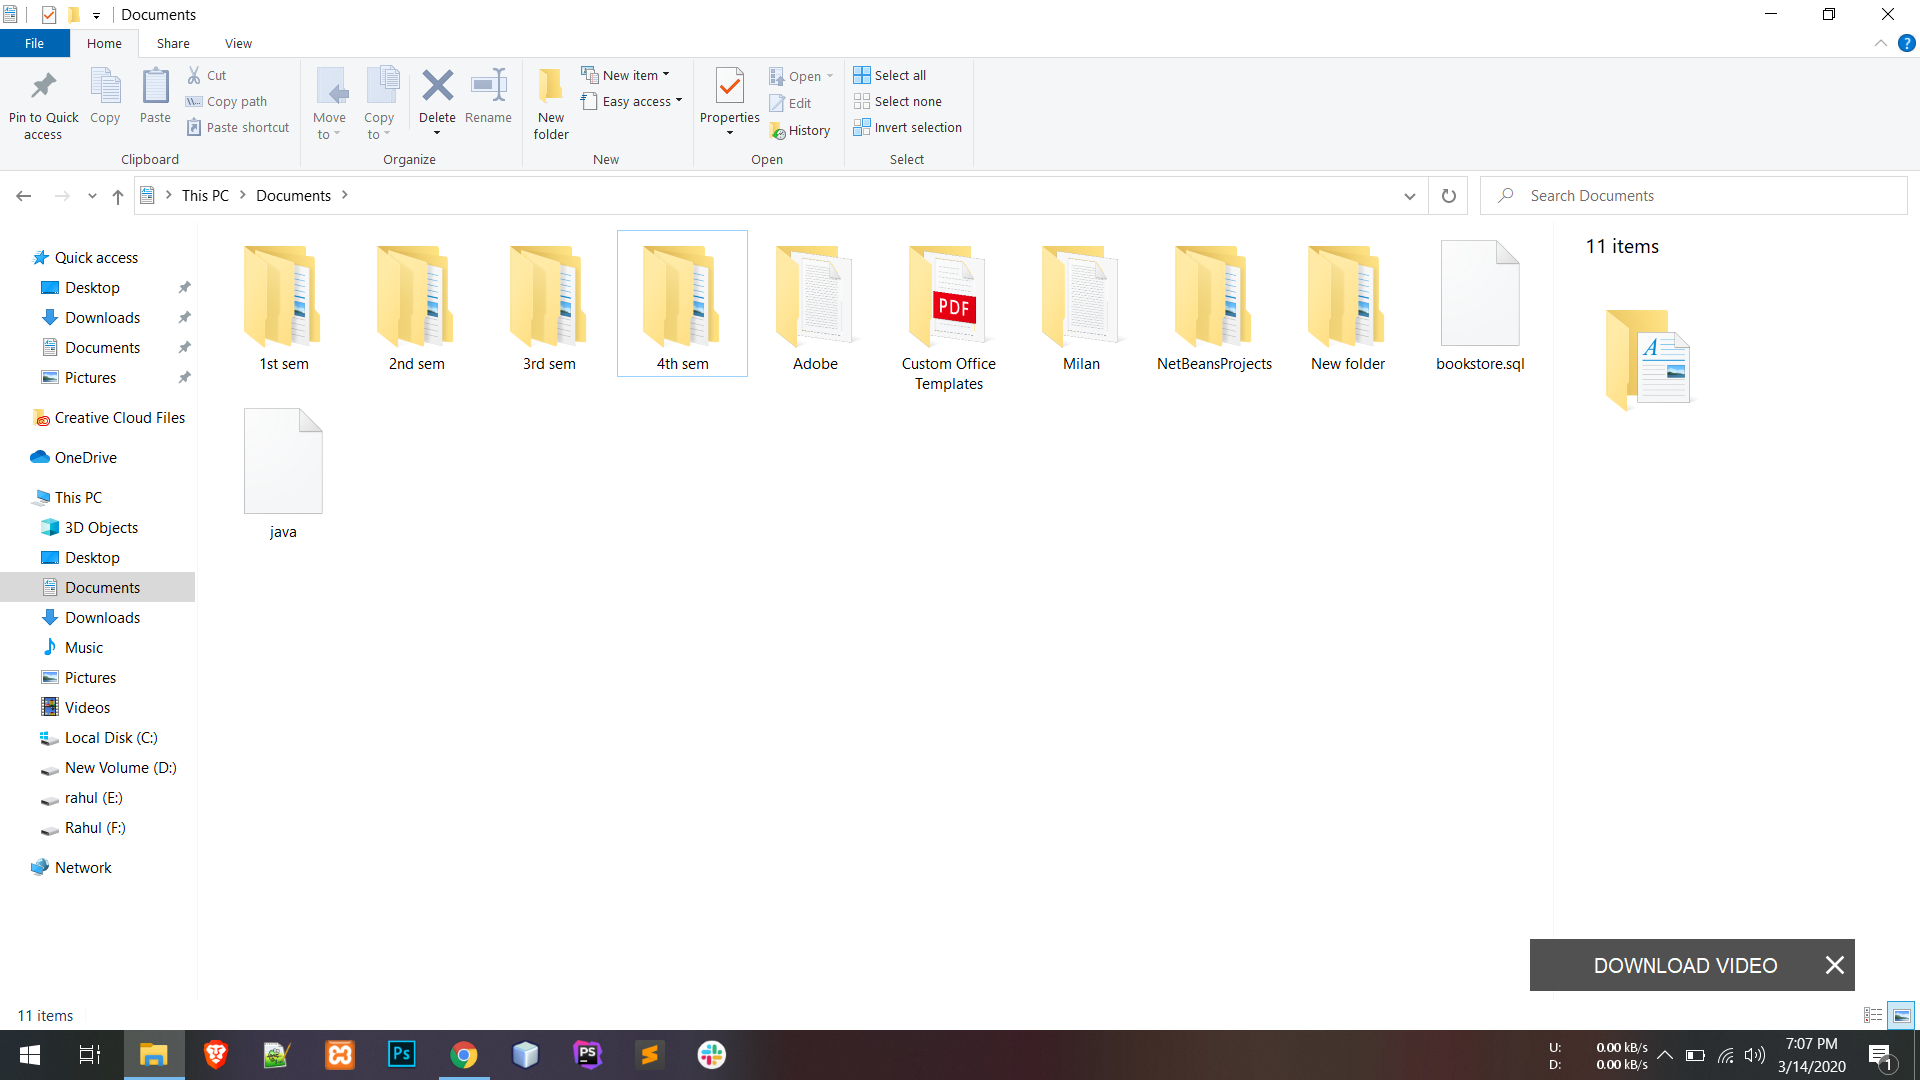 Documents
File Home Share View
Pin to Quick access
Copy
Paste
Cut
Copy path
Paste shortcut
Clipboard
Move to
Copy to
Delete
Rename
Organize
New folder
New item
Easy access
New
Properties
Open
Edit
History
Open
Select all
Select none
Invert selection
Select
This PC Documents
Search Documents
Quick access
Desktop
Downloads
Documents
Pictures
Creative Cloud Files
OneDrive
This PC
3D Objects
Desktop
Documents
Downloads
Music
Pictures
Videos
Local Disk (C:)
New Volume (D:)
rahul (E:)
Rahul (F:)
Network
1st sem
2nd sem
3rd sem
4th sem
Adobe
PDF
Custom Office
Templates
Milan
NetBeansProjects
New folder
bookstore.sql
java
11 items
A
DOWNLOAD VIDEO
11 items
Ps
PS
U: 0.00 kB/s
D: 0.00 kB/s
7:07 PM
3/14/2020
1